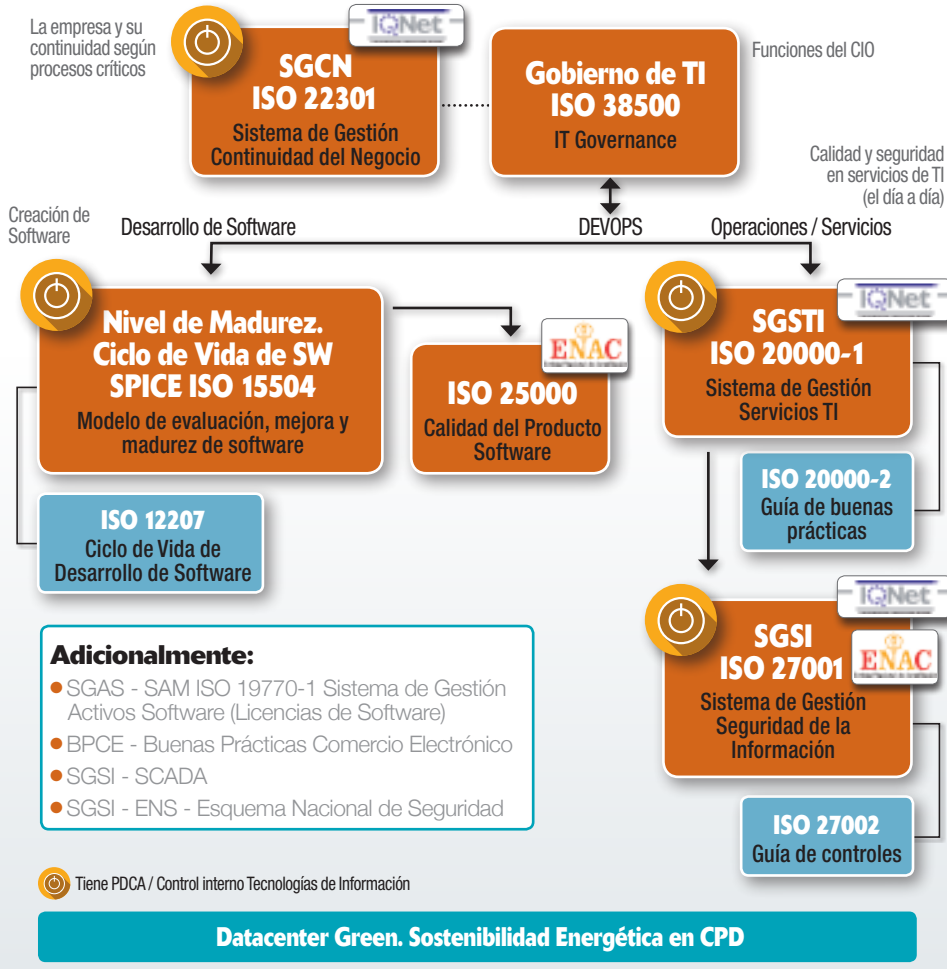 La empresa y su
continuidad según
procesos críticos
IQNet
SGCN
ISO 22301
Sistema de Gestión
Continuidad del Negocio
Gobierno de TI
ISO 38500
IT Governance
Funciones del CIO
Calidad y seguridad
en servicios de TI
(el día a día)
Creación de
Software
Desarrollo de Software
DEVOPS
Operaciones / Servicios
Nivel de Madurez.
Ciclo de Vida de SW
SPICE ISO 15504
Modelo de evaluación, mejora y
madurez de software
ENAC
ISO 25000
Calidad del Producto
Software
IQNet
SGSTI
ISO 20000-1
Sistema de Gestión
Servicios TI
ISO 20000-2
Guía de buenas
prácticas
ISO 12207
Ciclo de Vida de
Desarrollo de Software
IQNet
ENAC
SGSI
ISO 27001
Sistema de Gestión
Seguridad de la
Información
ISO 27002
Guía de controles
Adicionalmente:
SGAS - SAM ISO 19770-1 Sistema de Gestión
Activos Software (Licencias de Software)
BPCE - Buenas Prácticas Comercio Electrónico
SGSI - SCADA
SGSI - ENS - Esquema Nacional de Seguridad
Tiene PDCA / Control interno Tecnologías de Información
Datacenter Green. Sostenibilidad Energética en CPD